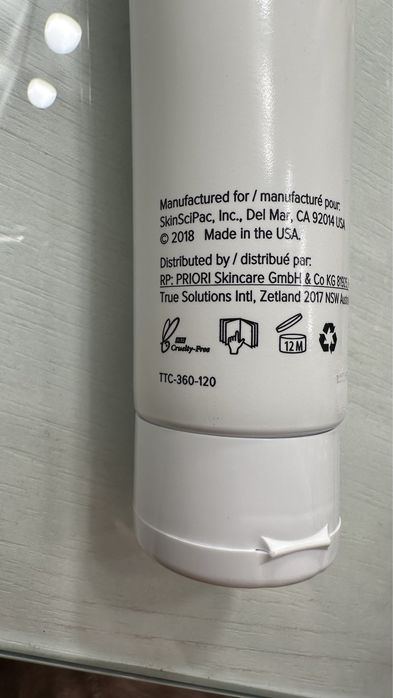 Manufactured for / manufacturé pour:
SkinSciPac, Inc., Del Mar, CA 92014 USA
© 2018 Made in the USA.
Distributed by / distribué par:
RP: PRIORI Skincare GmbH & Co KG
True Solutions Intl, Zetland 2017 NSW
Cruelty-Free
12 M
TTC-360-120